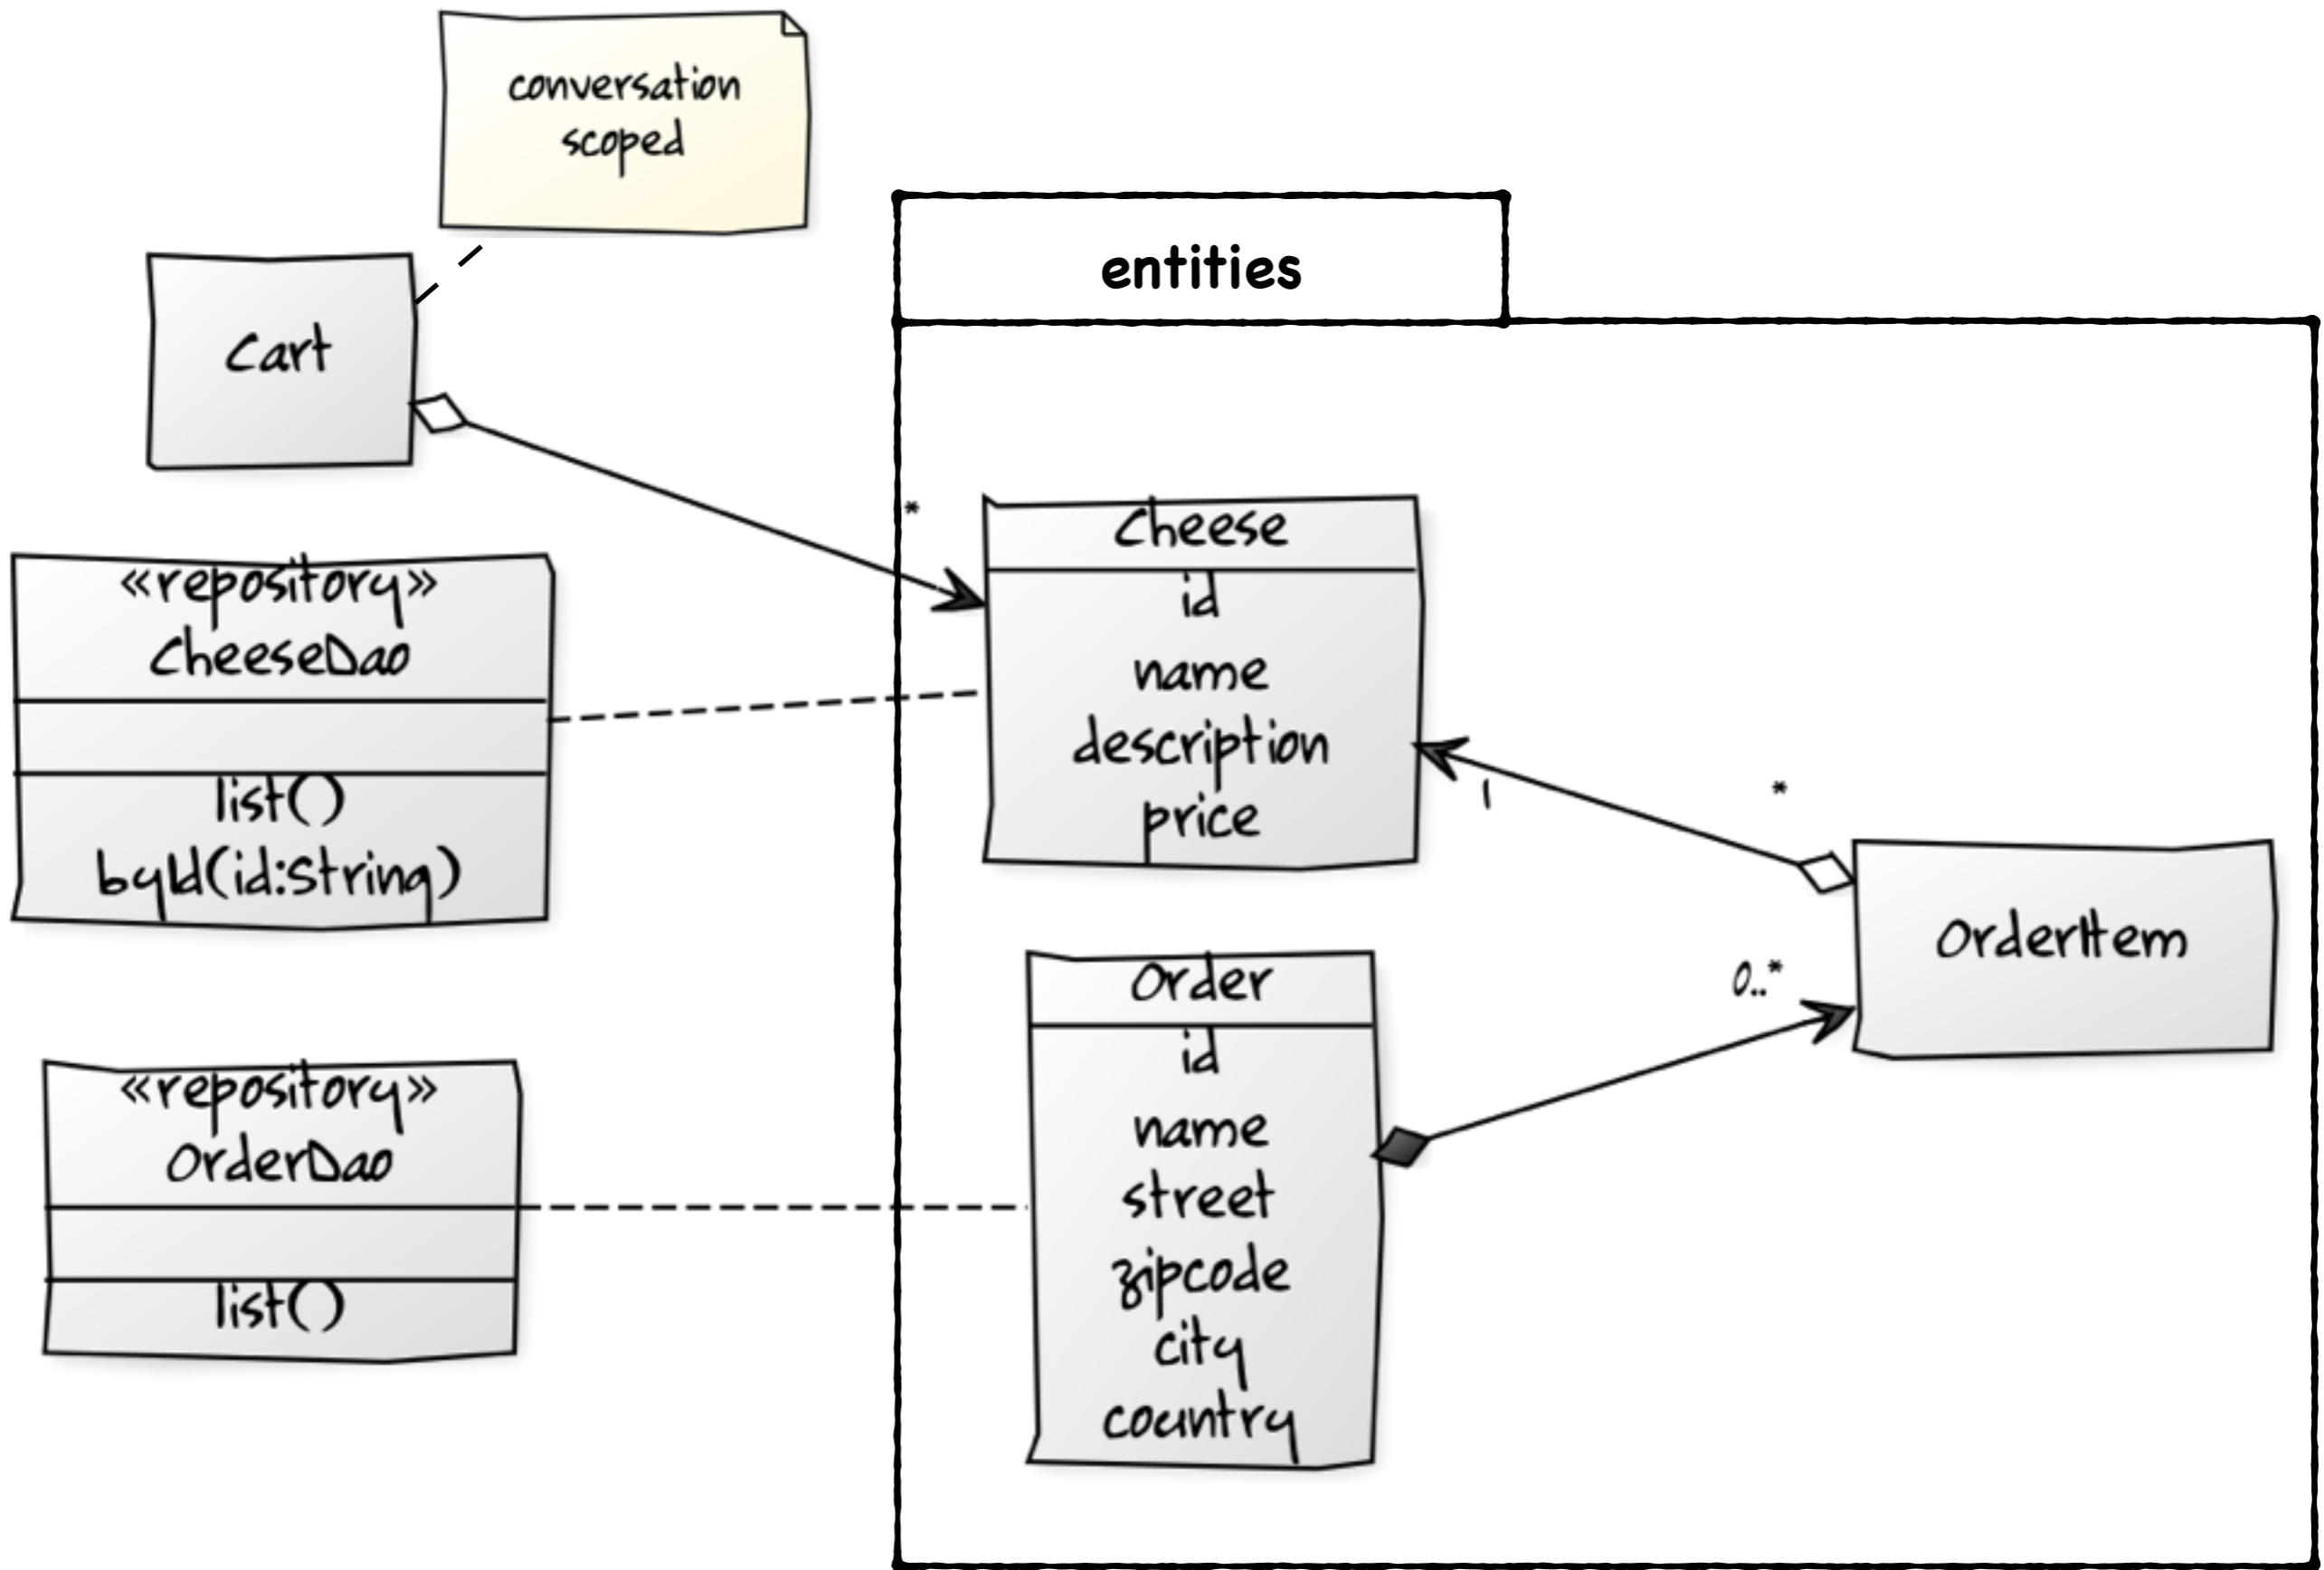 conversation
scoped
Cart
entities
*
Cheese
id
name
description
price
«repository»
CheeseDao
list()
byId(id:String)
1
*
OrderItem
0..*
Order
id
name
street
zipcode
city
country
«repository»
OrderDao
list()